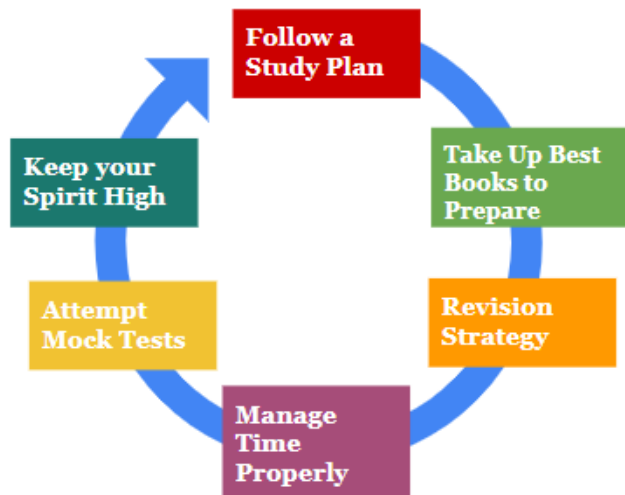 Follow a
Study Plan
Take Up Best
Books to
Prepare
Revision
Strategy
Manage
Time
Properly
Attempt
Mock Tests
Keep your
Spirit High